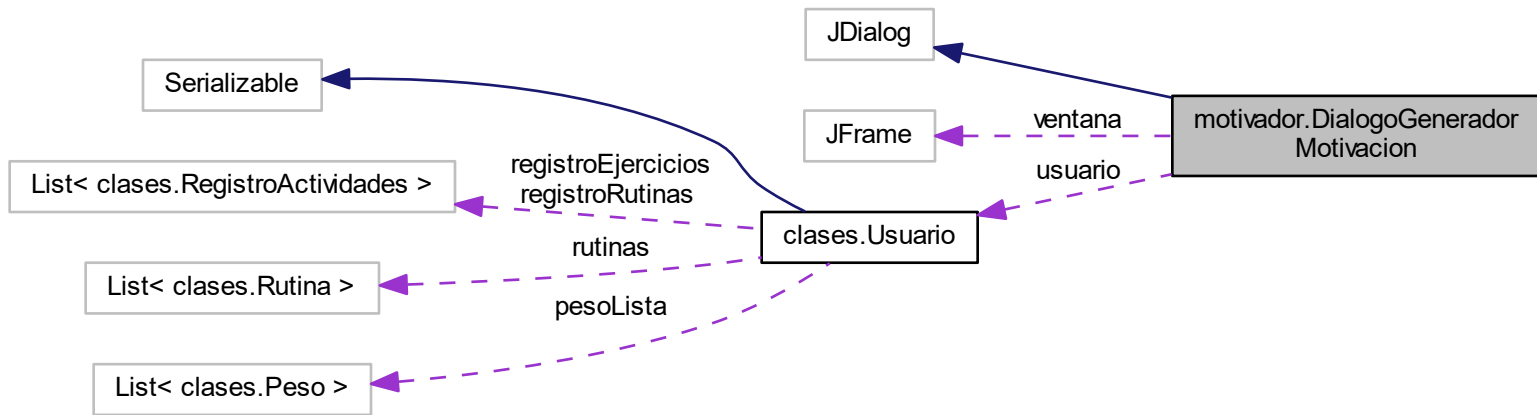 JDialog
Serializable
motivador.DialogoGenerador
Motivacion
ventana
JFrame
registroEjercicios
registroRutinas
usuario
List< clases.RegistroActividades >
clases.Usuario
rutinas
List< clases.Rutina >
pesoLista
List< clases.Peso >